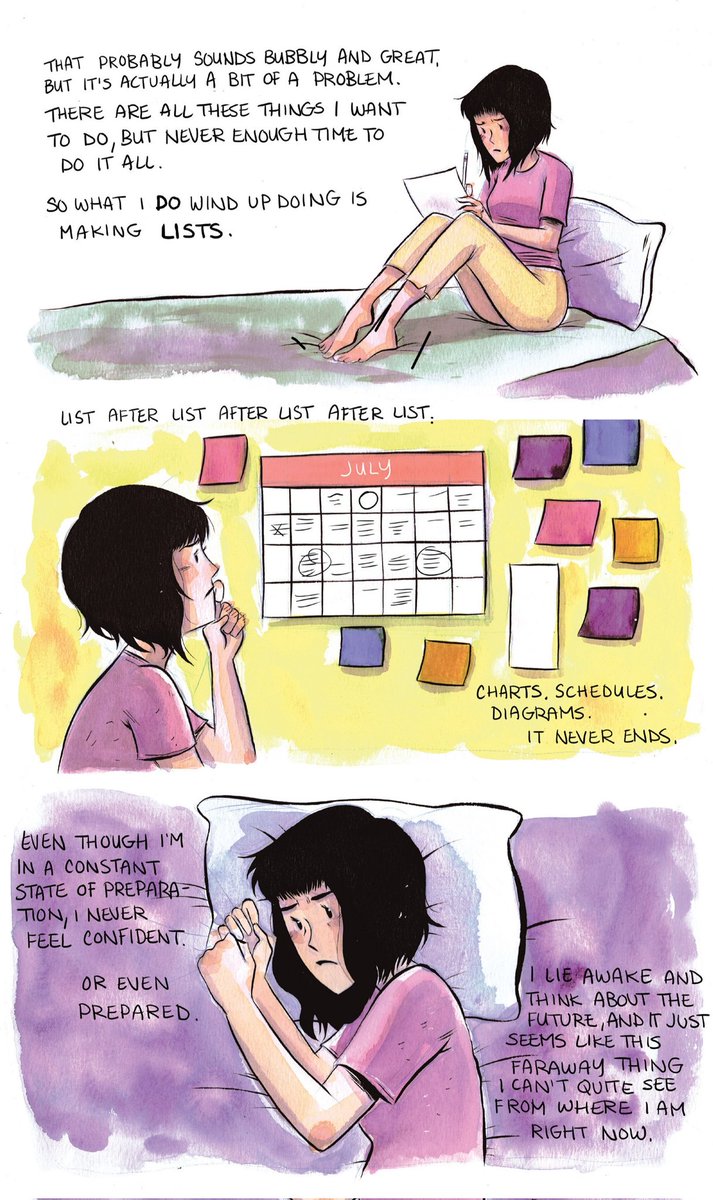 THAT PROBABLY SOUNDS BUBBLY AND GREAT,
BUT IT'S ACTUALLY A BIT OF A PROBLEM.
THERE ARE ALL THESE THINGS I WANT
TO DO, BUT NEVER ENOUGH TIME TO
DO IT ALL.
SO WHAT I DO WIND UP DOING IS
MAKING LISTS.
LIST AFTER LIST AFTER LIST AFTER LIST.
JULY
CHARTS. SCHEDULES.
DIAGRAMS.
IT NEVER ENDS.
EVEN THOUGH I'M
IN A CONSTANT
STATE OF PREPARA-
TION, I NEVER
FEEL CONFIDENT.
OR EVEN
PREPARED.
I LIE AWAKE AND
THINK ABOUT THE
FUTURE, AND IT JUST
SEEMS LIKE THIS
FARAWAY THING
I CAN'T QUITE SEE
FROM WHERE I AM
RIGHT NOW.